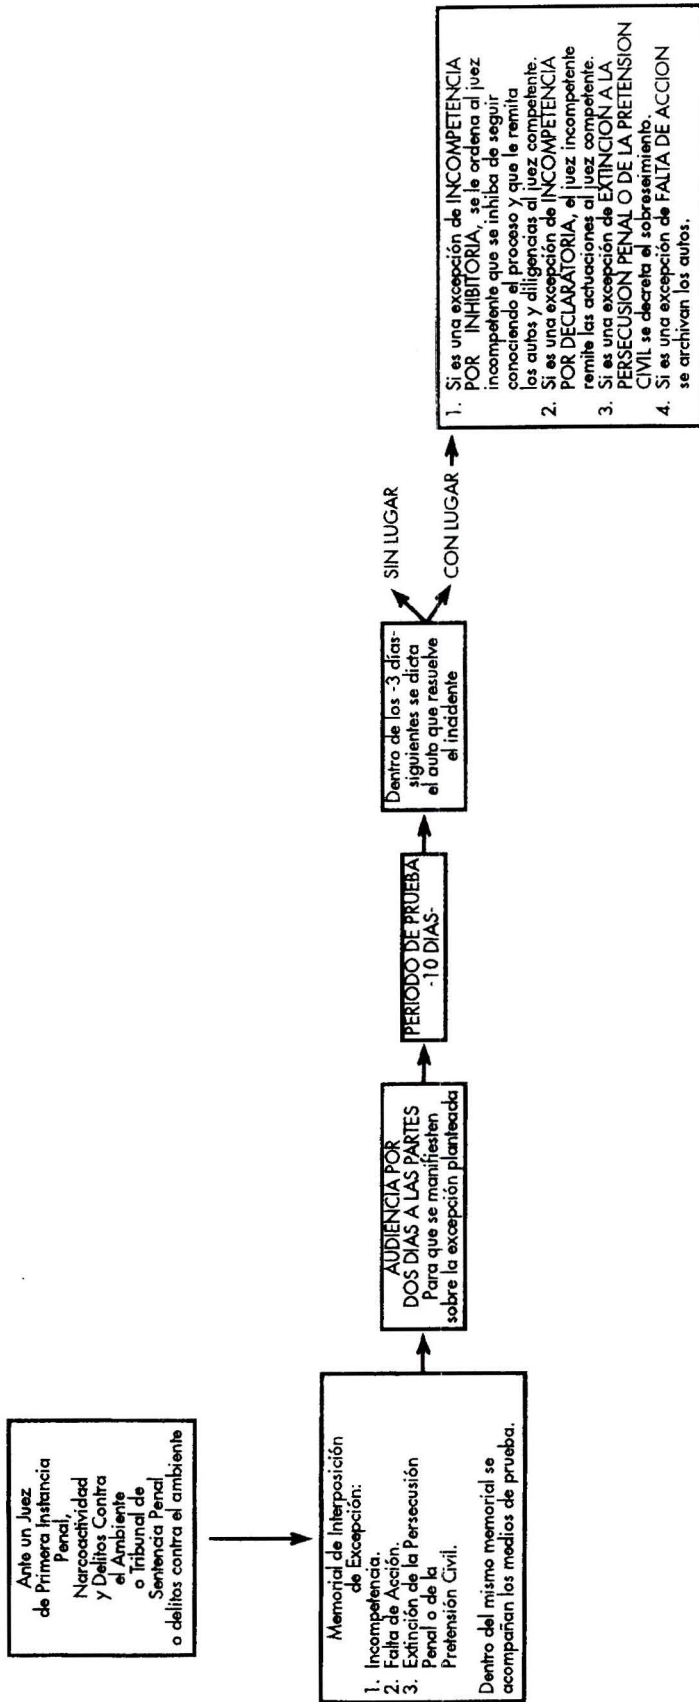 Ante un Juez
de Primera Instancia
Penal,
Narcoactividad
y Delitos Contra
el Ambiente
o Tribunal de
Sentencia Penal
o delitos contra el ambiente
Memorial de Interposición
de Excepción:
1. Incompetencia.
2. Falta de Acción.
3. Extinción de la Persecusión
Penal o de la
Pretensión Civil.
Dentro del mismo memorial se
acompañan los medios de prueba.
AUDIENCIA POR
DOS DIAS A LAS PARTES
Para que se manifiesten
sobre la excepción planteada
PERIODO DE PRUEBA
-10 DIAS-
Dentro de los -3 días-
siguientes se dicta
el auto que resuelve
el incidente
SIN LUGAR
CON LUGAR
1. Si es una excepción de INCOMPETENCIA
POR INHIBITORIA, se le ordena al juez
incompetente que se inhiba de seguir
conociendo el proceso y que le remita
los autos y diligencias al juez competente.
2. Si es una excepción de INCOMPETENCIA
POR DECLARATORIA, el juez incompetente
remite las actuaciones al juez competente.
3. Si es una excepción de EXTINCION A LA
PERSECUSION PENAL O DE LA PRETENSION
CIVIL se decreta el sobreseimiento.
4. Si es una excepción de FALTA DE ACCION
se archivan los autos.